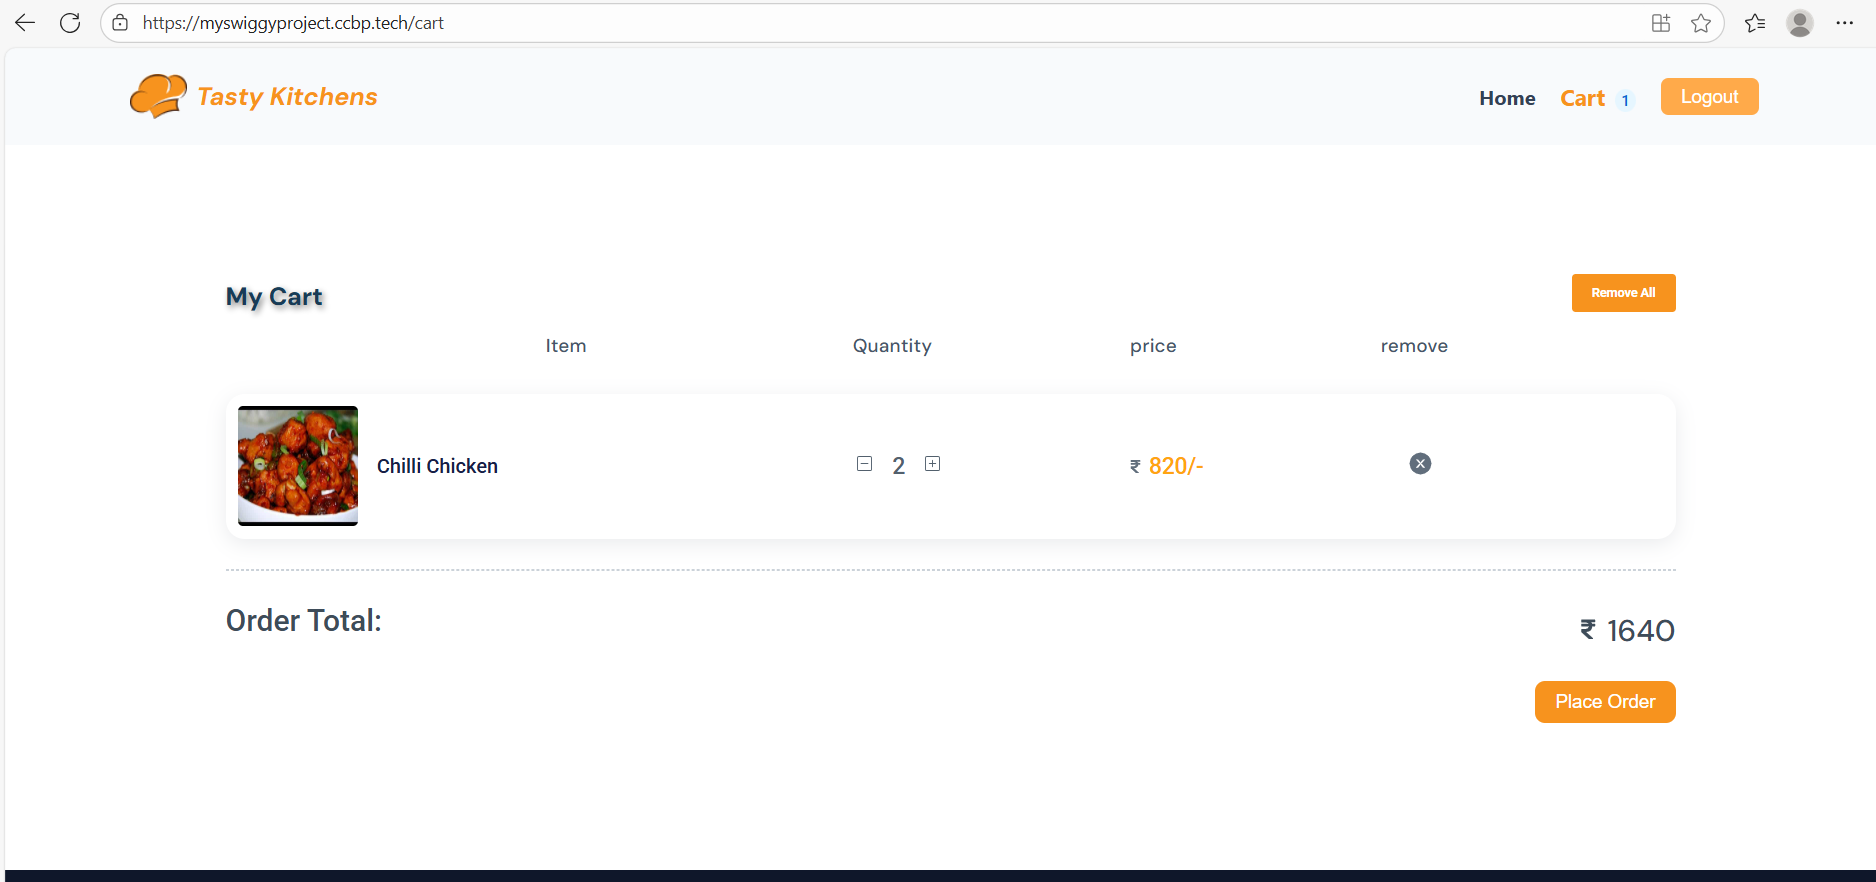 https://myswiggyproject.ccbp.tech/cart
Tasty Kitchens
Home Cart 1 Logout
My Cart Remove All
Item Quantity price remove
Chilli Chicken 2 ₹ 820/-
Order Total: ₹ 1640
Place Order